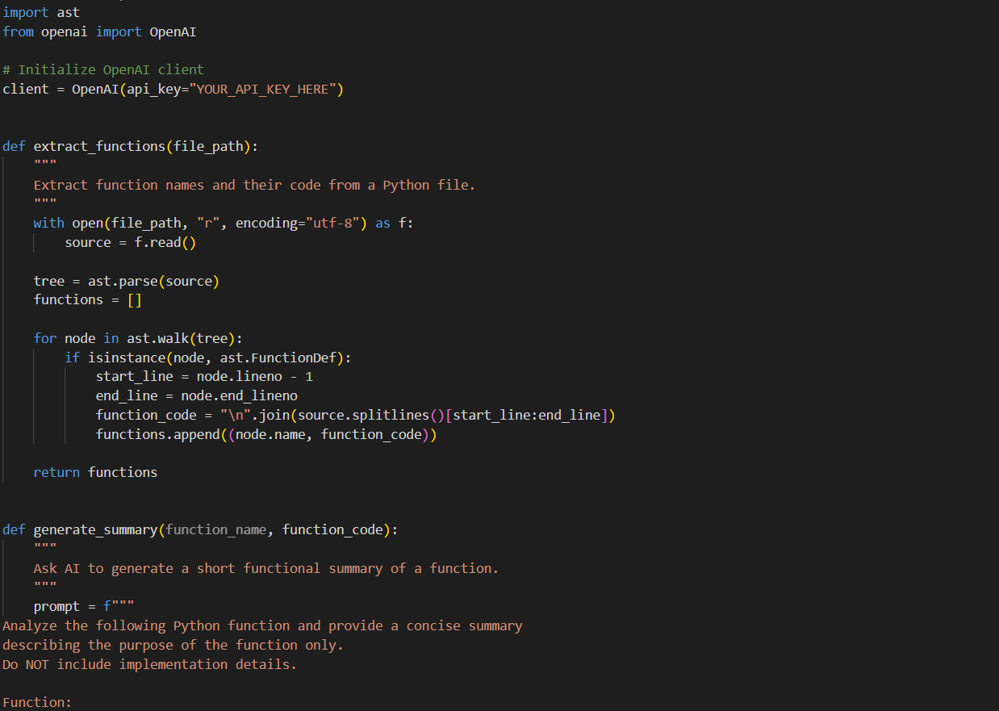 import ast
from openai import OpenAI
# Initialize OpenAI client
client = OpenAI(api_key="YOUR_API_KEY_HERE")
def extract_functions(file_path):
    """
    Extract function names and their code from a Python file.
    """
    with open(file_path, "r", encoding="utf-8") as f:
        source = f.read()
    tree = ast.parse(source)
    functions = []
    for node in ast.walk(tree):
        if isinstance(node, ast.FunctionDef):
            start_line = node.lineno - 1
            end_line = node.end_lineno
            function_code = "\n".join(source.splitlines()[start_line:end_line])
            functions.append((node.name, function_code))
    return functions
def generate_summary(function_name, function_code):
    """
    Ask AI to generate a short functional summary of a function.
    """
    prompt = f"""
Analyze the following Python function and provide a concise summary
describing the purpose of the function only.
Do NOT include implementation details.
Function: